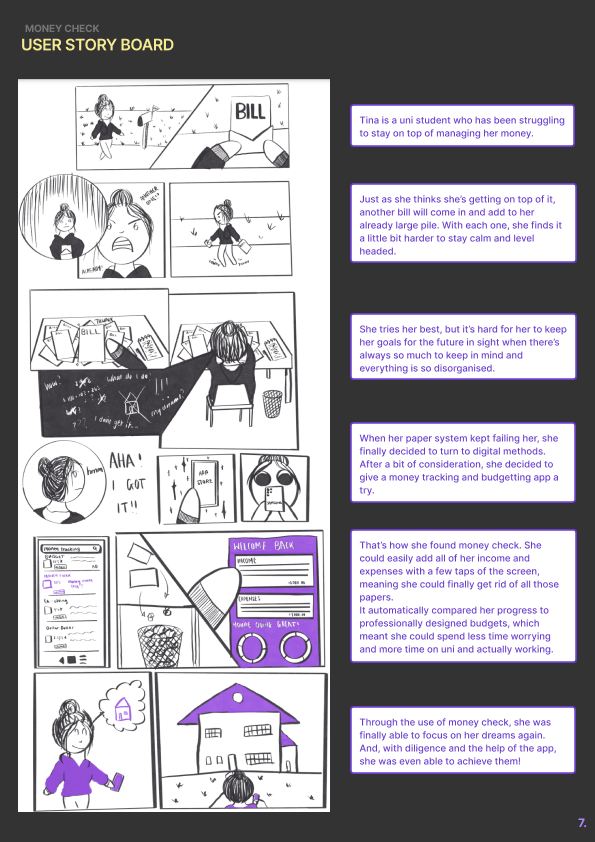 MONEY CHECK
USER STORY BOARD
BILL
Tina is a uni student who has been struggling
to stay on top of managing her money.
ANOTHER
ONE!?
ALREADY?
Just as she thinks she's getting on top of it,
another bill will come in and add to her
already large pile. With each one, she finds it
a little bit harder to stay calm and level
headed.
BILL
What do I do
I don't get it...
my dreams?
She tries her best, but it's hard for her to keep
her goals for the future in sight when there's
always so much to keep in mind and
everything is so disorganised.
hmm
AHA!
I GOT
IT!!
APP
STORE
When her paper system kept failing her, she
finally decided to turn to digital methods.
After a bit of consideration, she decided to
give a money tracking and budgetting app a
try.
Money tracking
BUDGET
WELCOME BACK
INCOME
EXPENSES
YOU'RE DOING GREAT!
That's how she found money check. She
could easily add all of her income and
expenses with a few taps of the screen,
meaning she could finally get rid of all those
papers.
It automatically compared her progress to
professionally designed budgets, which
meant she could spend less time worrying
and more time on uni and actually working.
Through the use of money check, she was
finally able to focus on her dreams again.
And, with diligence and the help of the app,
she was even able to achieve them!
7.